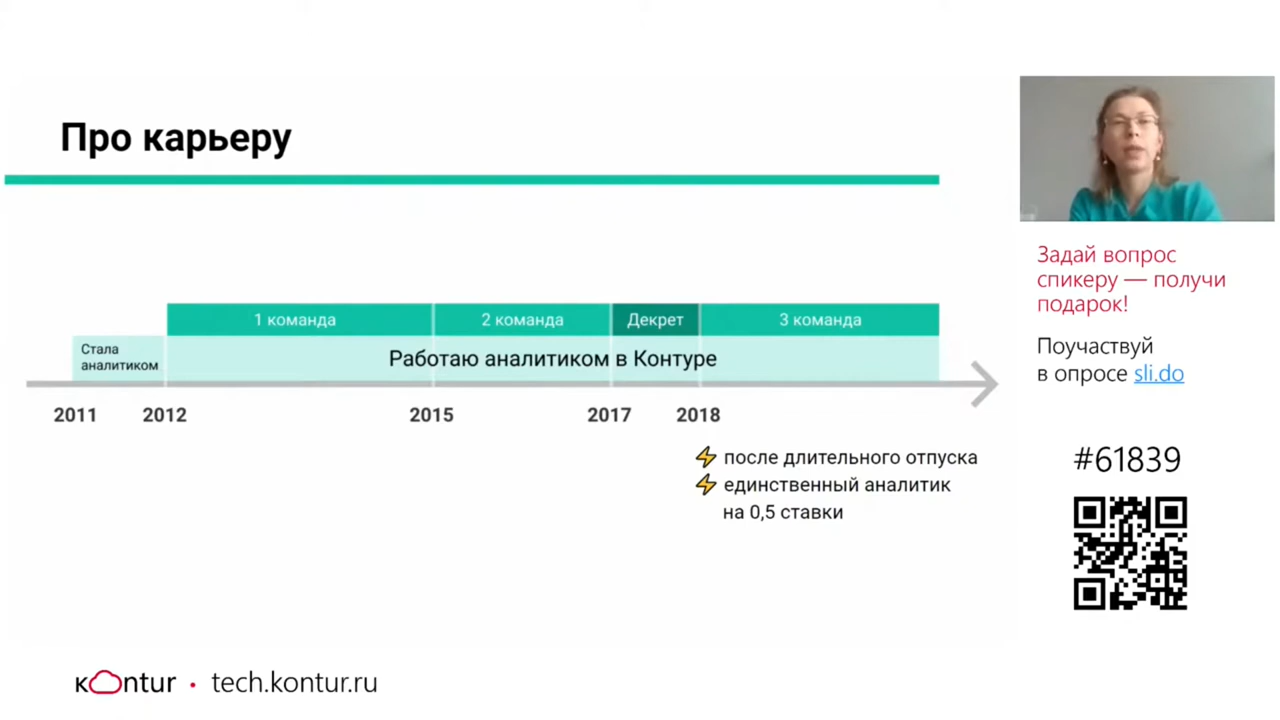 Про карьеру
1 команда
2 команда
Декрет
3 команда
Стала
аналитиком
Работаю аналитиком в Контуре
2011
2012
2015
2017
2018
⚡ после длительного отпуска
⚡ единственный аналитик
на 0,5 ставки
Задай вопрос
спикеру — получи
подарок!
Поучаствуй
в опросе sli.do
#61839
kontur • tech.kontur.ru